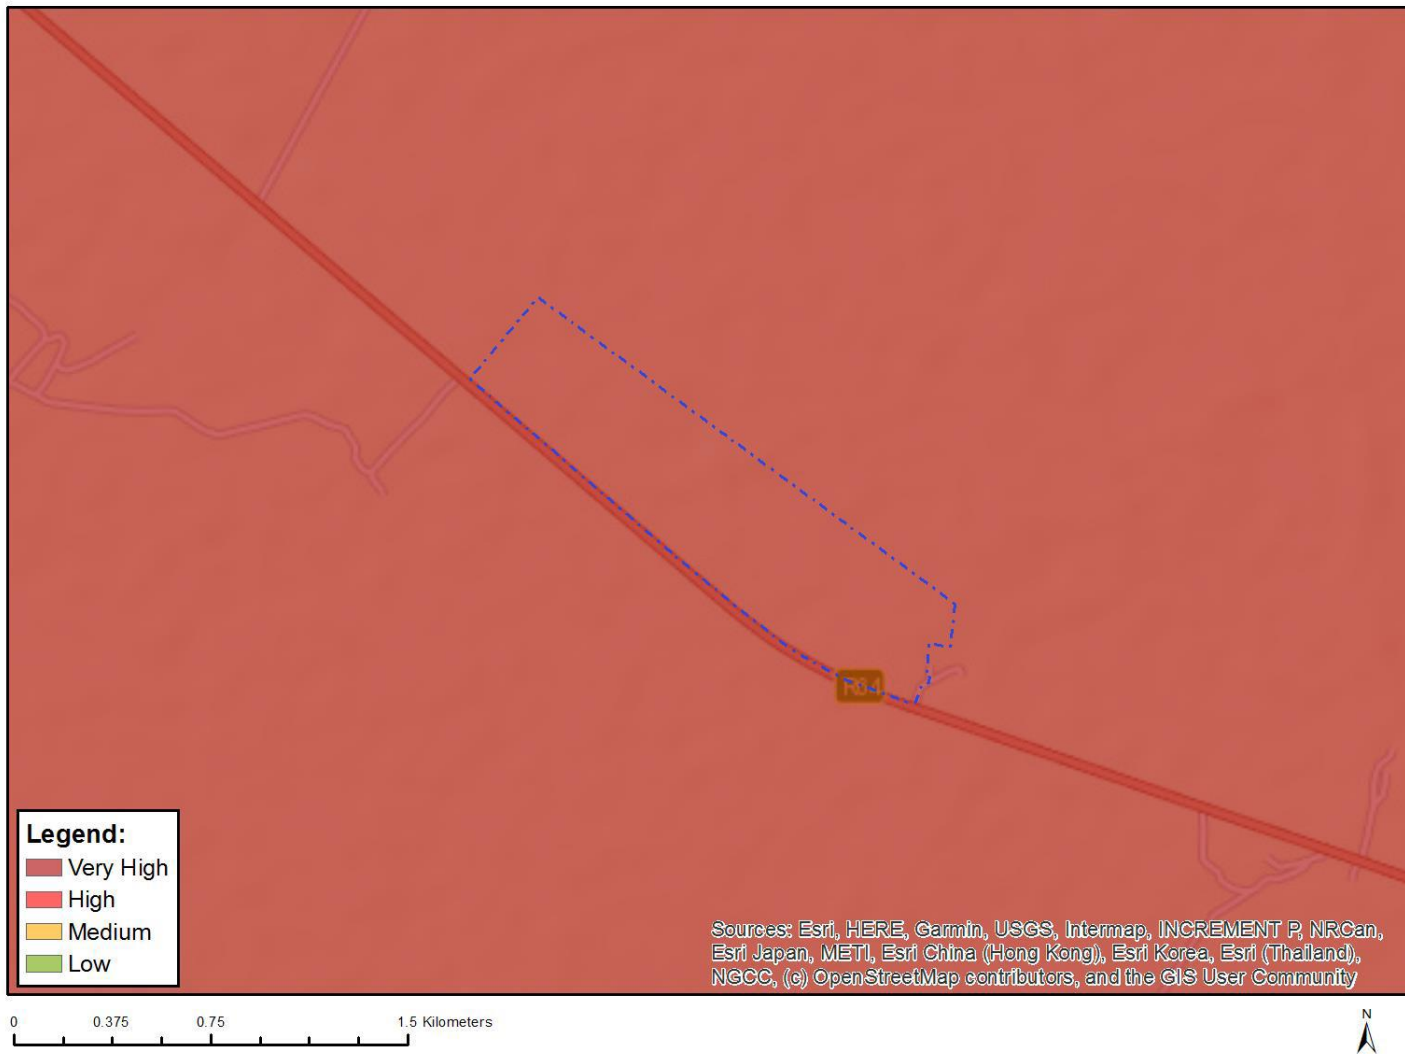 R64
Legend:
Very High
High
Medium
Low
Sources: Esri, HERE, Garmin, USGS, Intermap, INCREMENT P, NRCan,
Esri Japan, METI, Esri China (Hong Kong), Esri Korea, Esri (Thailand),
NGCC, (c) OpenStreetMap contributors, and the GIS User Community
0 0.375 0.75 1.5 Kilometers
N